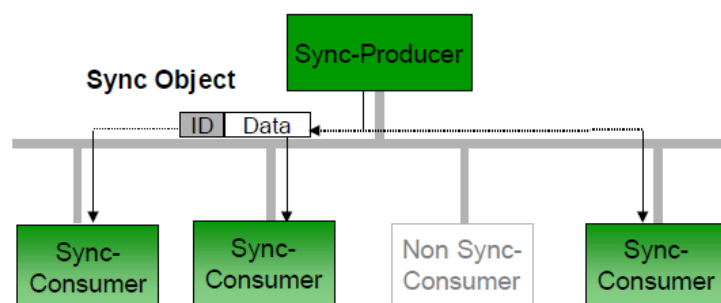 Sync-Producer
Sync Object
ID Data
Sync-
Consumer
Sync-
Consumer
Non Sync-
Consumer
Sync-
Consumer